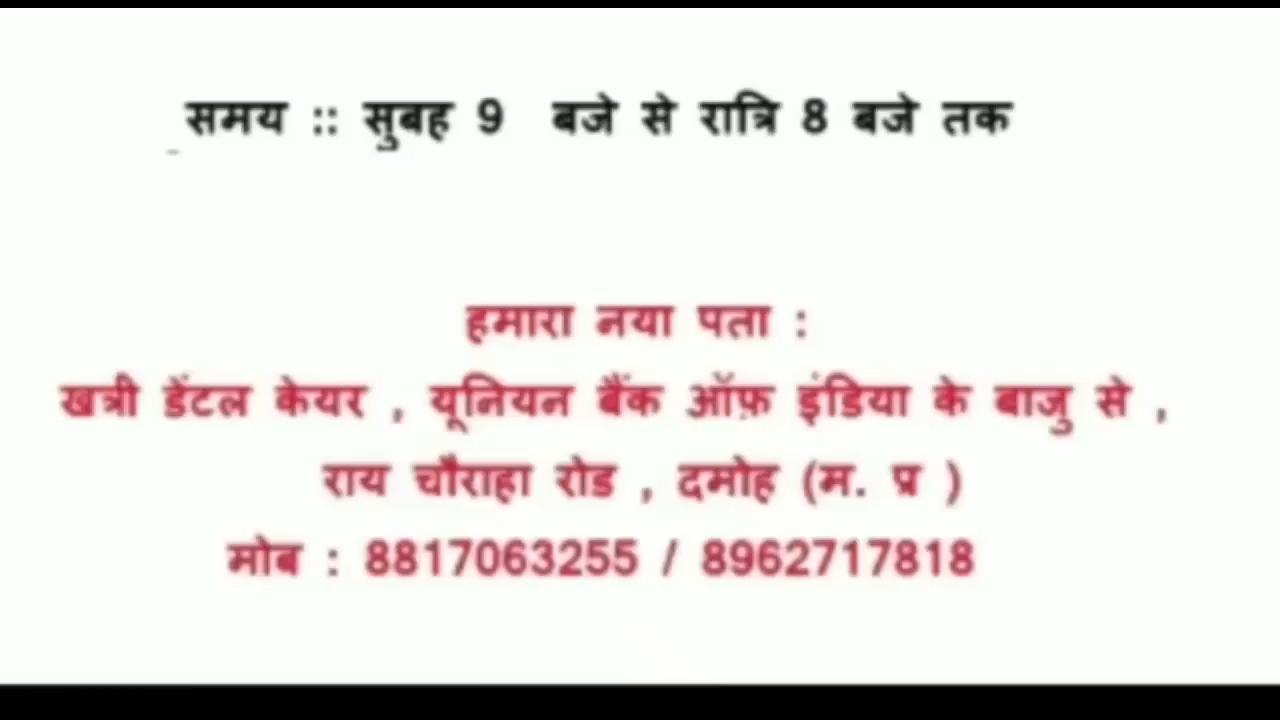 समय :: सुबह 9 बजे से रात्रि 8 बजे तक
हमारा नया पता :
खत्री डेंटल केयर , यूनियन बैंक ऑफ़ इंडिया के बाजु से ,
राय चौराहा रोड , दमोह (म. प्र )
मोब : 8817063255 / 8962717818